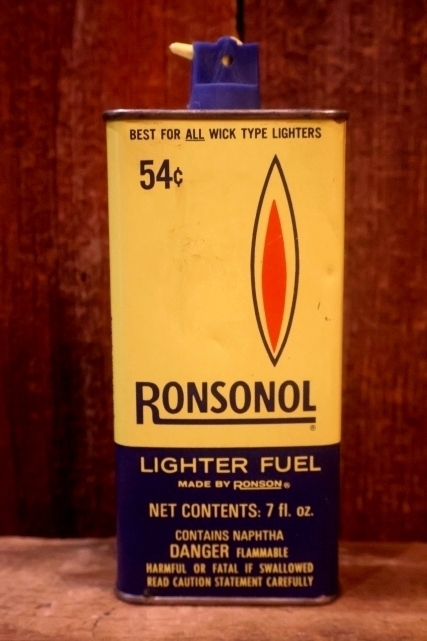 BEST FOR ALL WICK TYPE LIGHTERS
54¢
RONSONOL®
LIGHTER FUEL
MADE BY RONSON®
NET CONTENTS: 7 fl. oz.
CONTAINS NAPHTHA
DANGER FLAMMABLE
HARMFUL OR FATAL IF SWALLOWED
READ CAUTION STATEMENT CAREFULLY